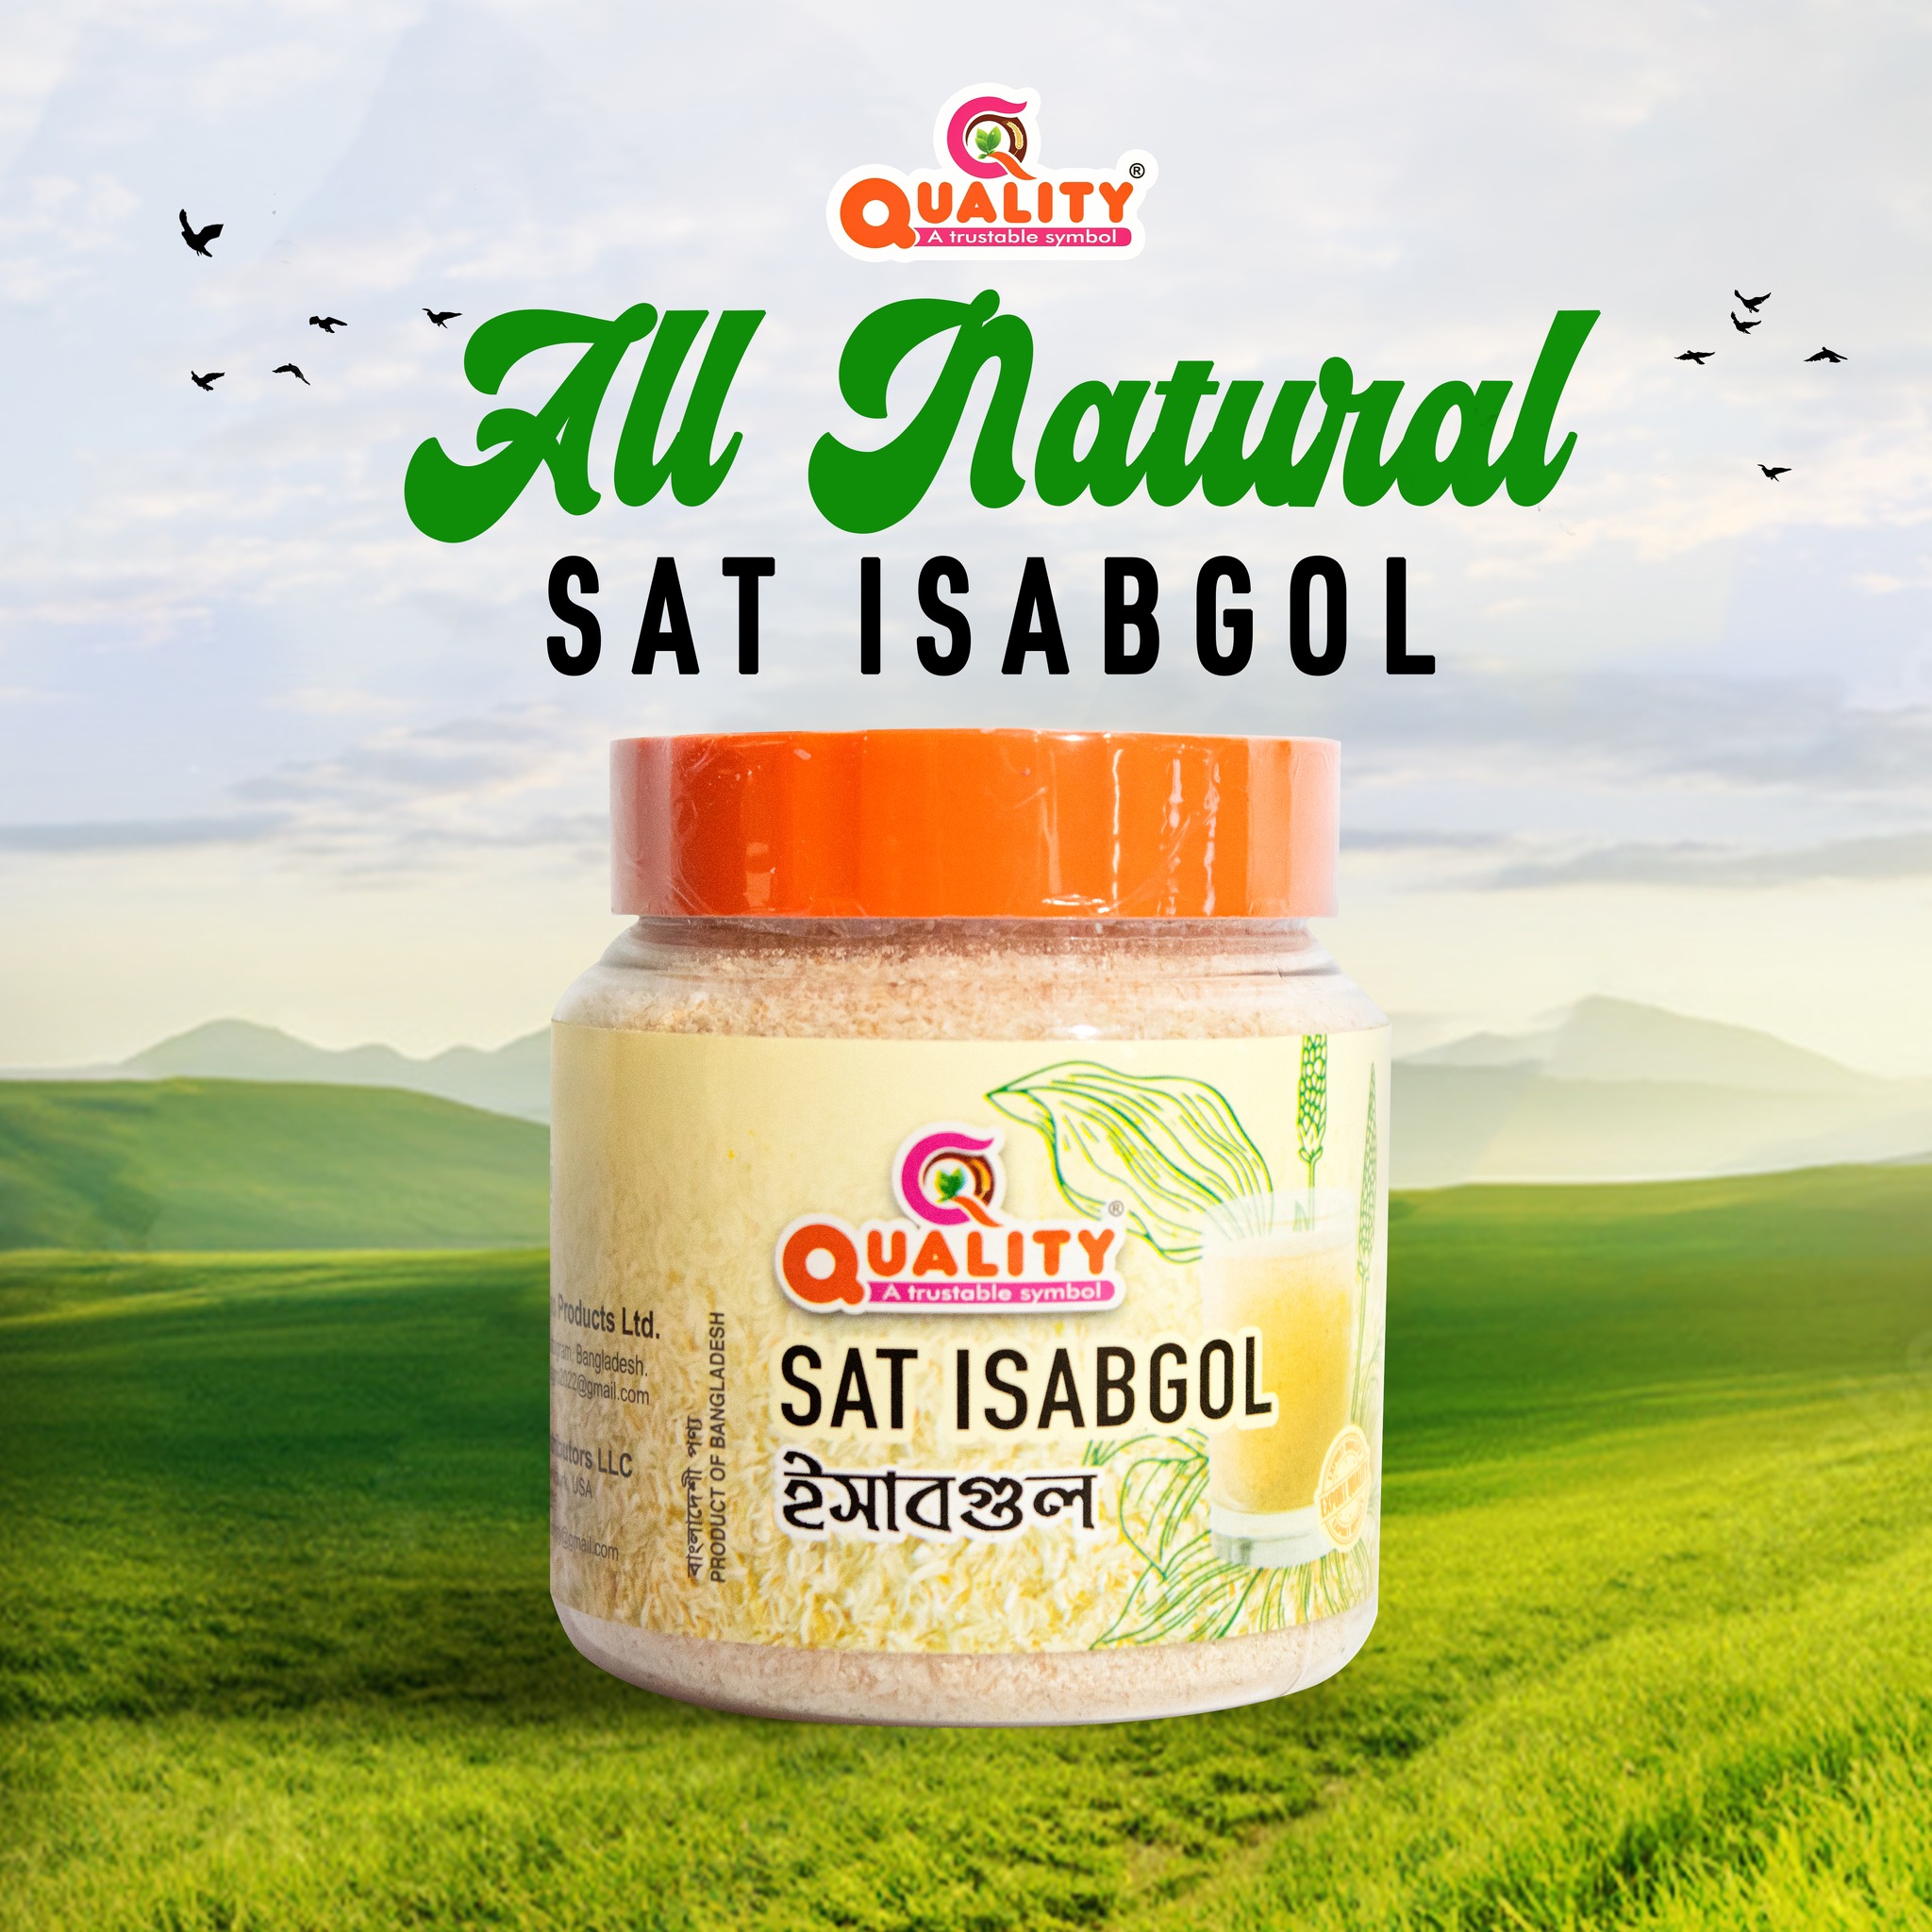 QUALITY®
A trustable symbol
All Natural
SAT ISABGOL
QUALITY®
A trustable symbol
SAT ISABGOL
ইসাবগুল
Products Ltd.
Bangladesh.
2022@gmail.com
LLC
USA
@gmail.com
বাংলাদেশী পণ্য
PRODUCT OF BANGLADESH